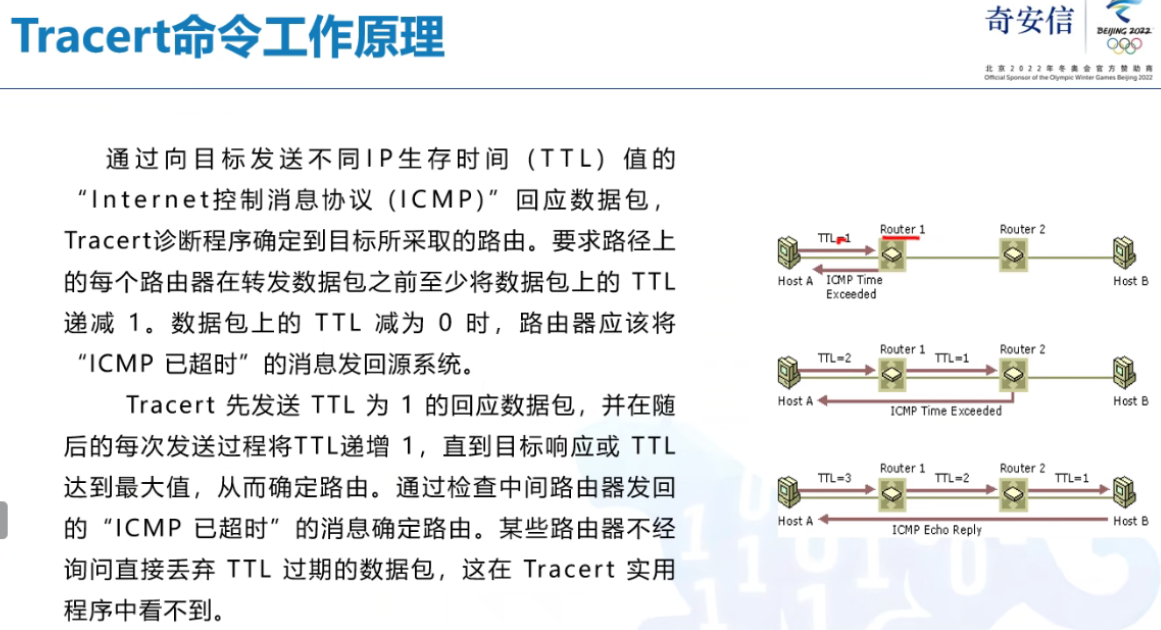 Tracert命令工作原理
奇安信
BEIJING 2022
北京2022年冬奥会官方赞助商
Official Sponsor of the Olympic Winter Games Beijing 2022
通过向目标发送不同IP生存时间（TTL）值的
“Internet控制消息协议（ICMP)”回应数据包，
Tracert诊断程序确定到目标所采取的路由。要求路径上
的每个路由器在转发数据包之前至少将数据包上的 TTL
递减 1。数据包上的 TTL 减为 0 时，路由器应该将
“ICMP 已超时”的消息发回源系统。
Tracert 先发送 TTL 为 1 的回应数据包，并在随
后的每次发送过程将TTL递增 1，直到目标响应或 TTL
达到最大值，从而确定路由。通过检查中间路由器发回
的“ICMP 已超时”的消息确定路由。某些路由器不经
询问直接丢弃 TTL 过期的数据包，这在 Tracert 实用
程序中看不到。
TTL=1
Router 1
Router 2
Host A
ICMP Time
Exceeded
Host B
TTL=2
Router 1
TTL=1
Router 2
Host A
ICMP Time Exceeded
Host B
TTL=3
Router 1
TTL=2
Router 2
TTL=1
Host A
ICMP Echo Reply
Host B